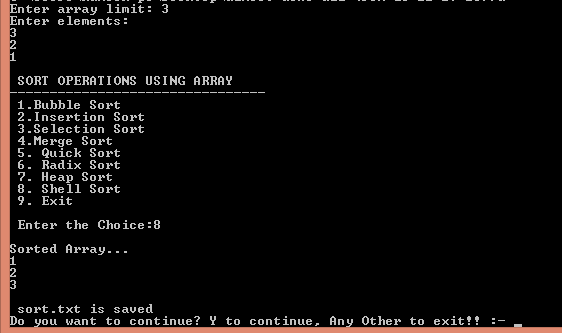 Enter array limit: 3
Enter elements:
3
2
1
SORT OPERATIONS USING ARRAY
--------------------------------
1.Bubble Sort
2.Insertion Sort
3.Selection Sort
4.Merge Sort
5. Quick Sort
6. Radix Sort
7. Heap Sort
8. Shell Sort
9. Exit
Enter the Choice:8
Sorted Array...
1
2
3
sort.txt is saved
Do you want to continue? Y to continue, Any Other to exit!! :- _